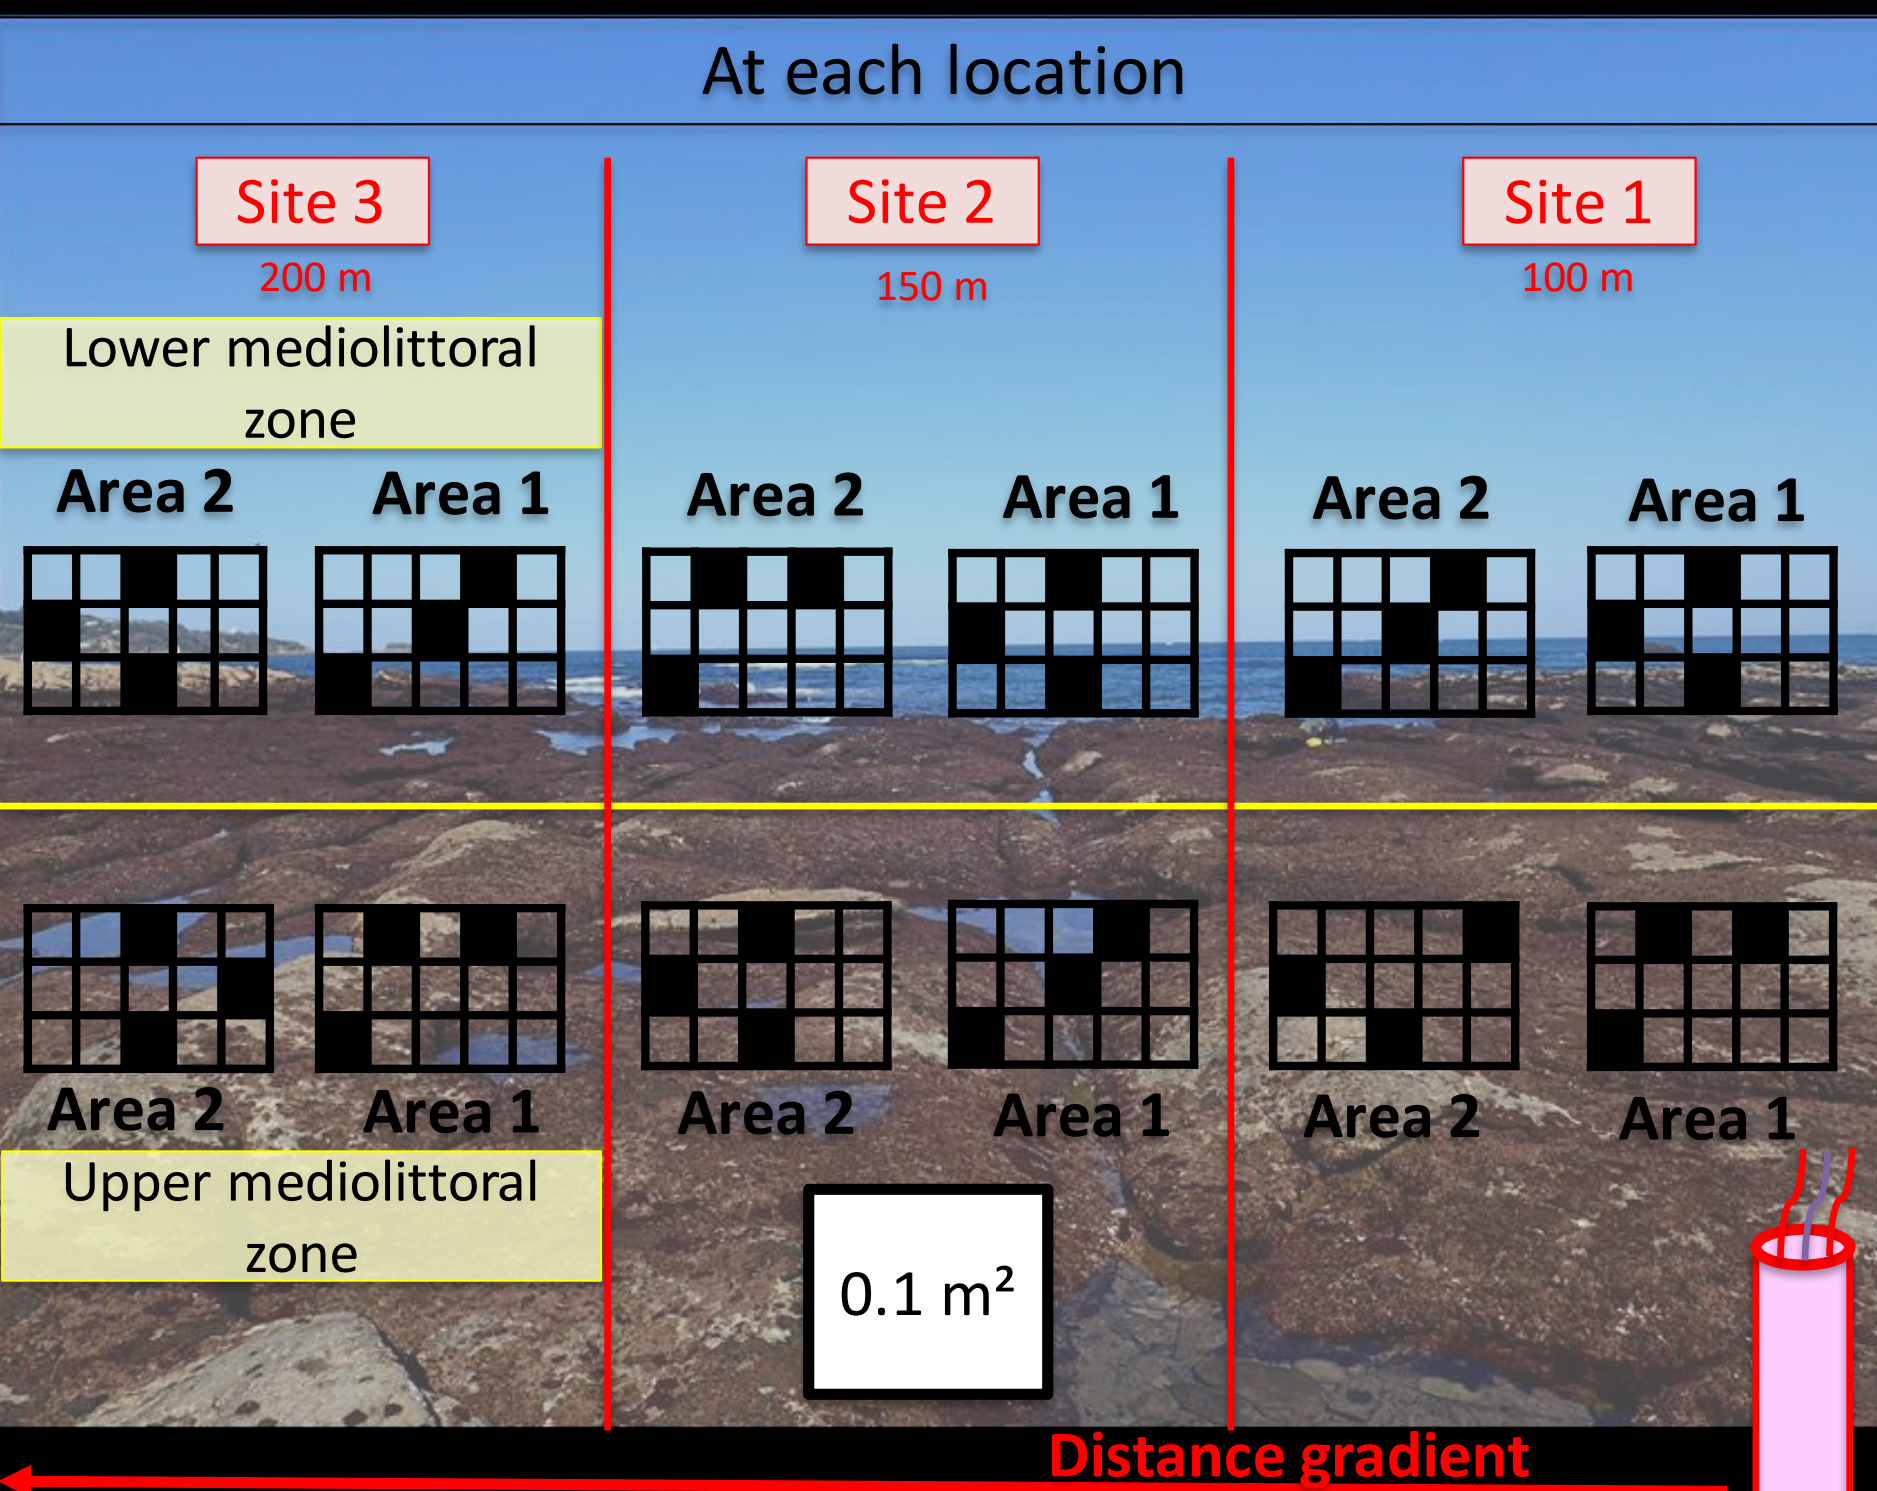 At each location
Site 3
Site 2
Site 1
200 m
150 m
100 m
Lower mediolittoral
zone
Area 2
Area 1
Area 2
Area 1
Area 2
Area 1
Area 2
Area 1
Area 2
Area 1
Area 2
Area 1
Upper mediolittoral
zone
0.1 m²
Distance gradient